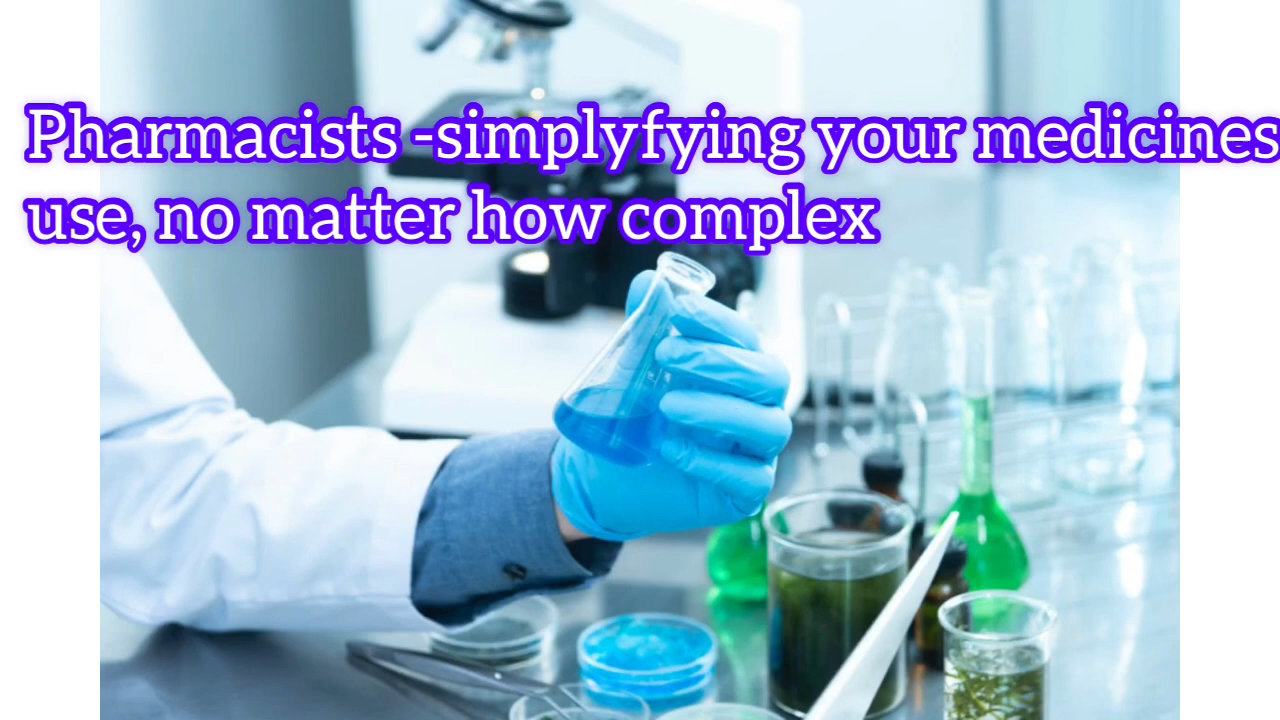 Pharmacists -simplyfying your medicines
use, no matter how complex